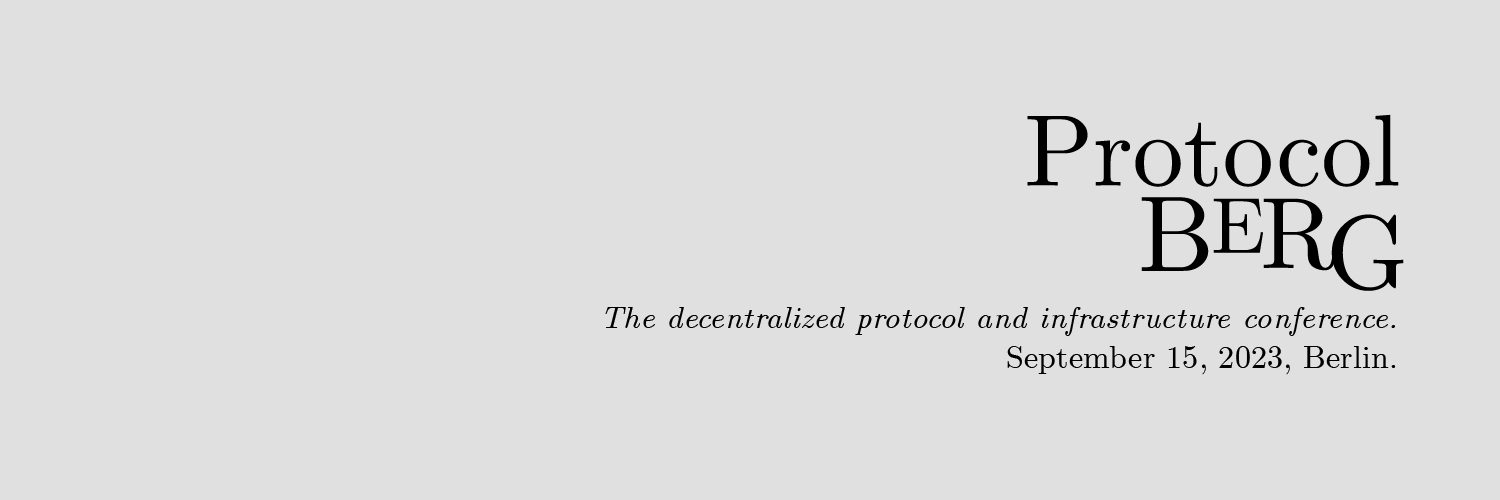 Protocol
BERG
The decentralized protocol and infrastructure conference.
September 15, 2023, Berlin.